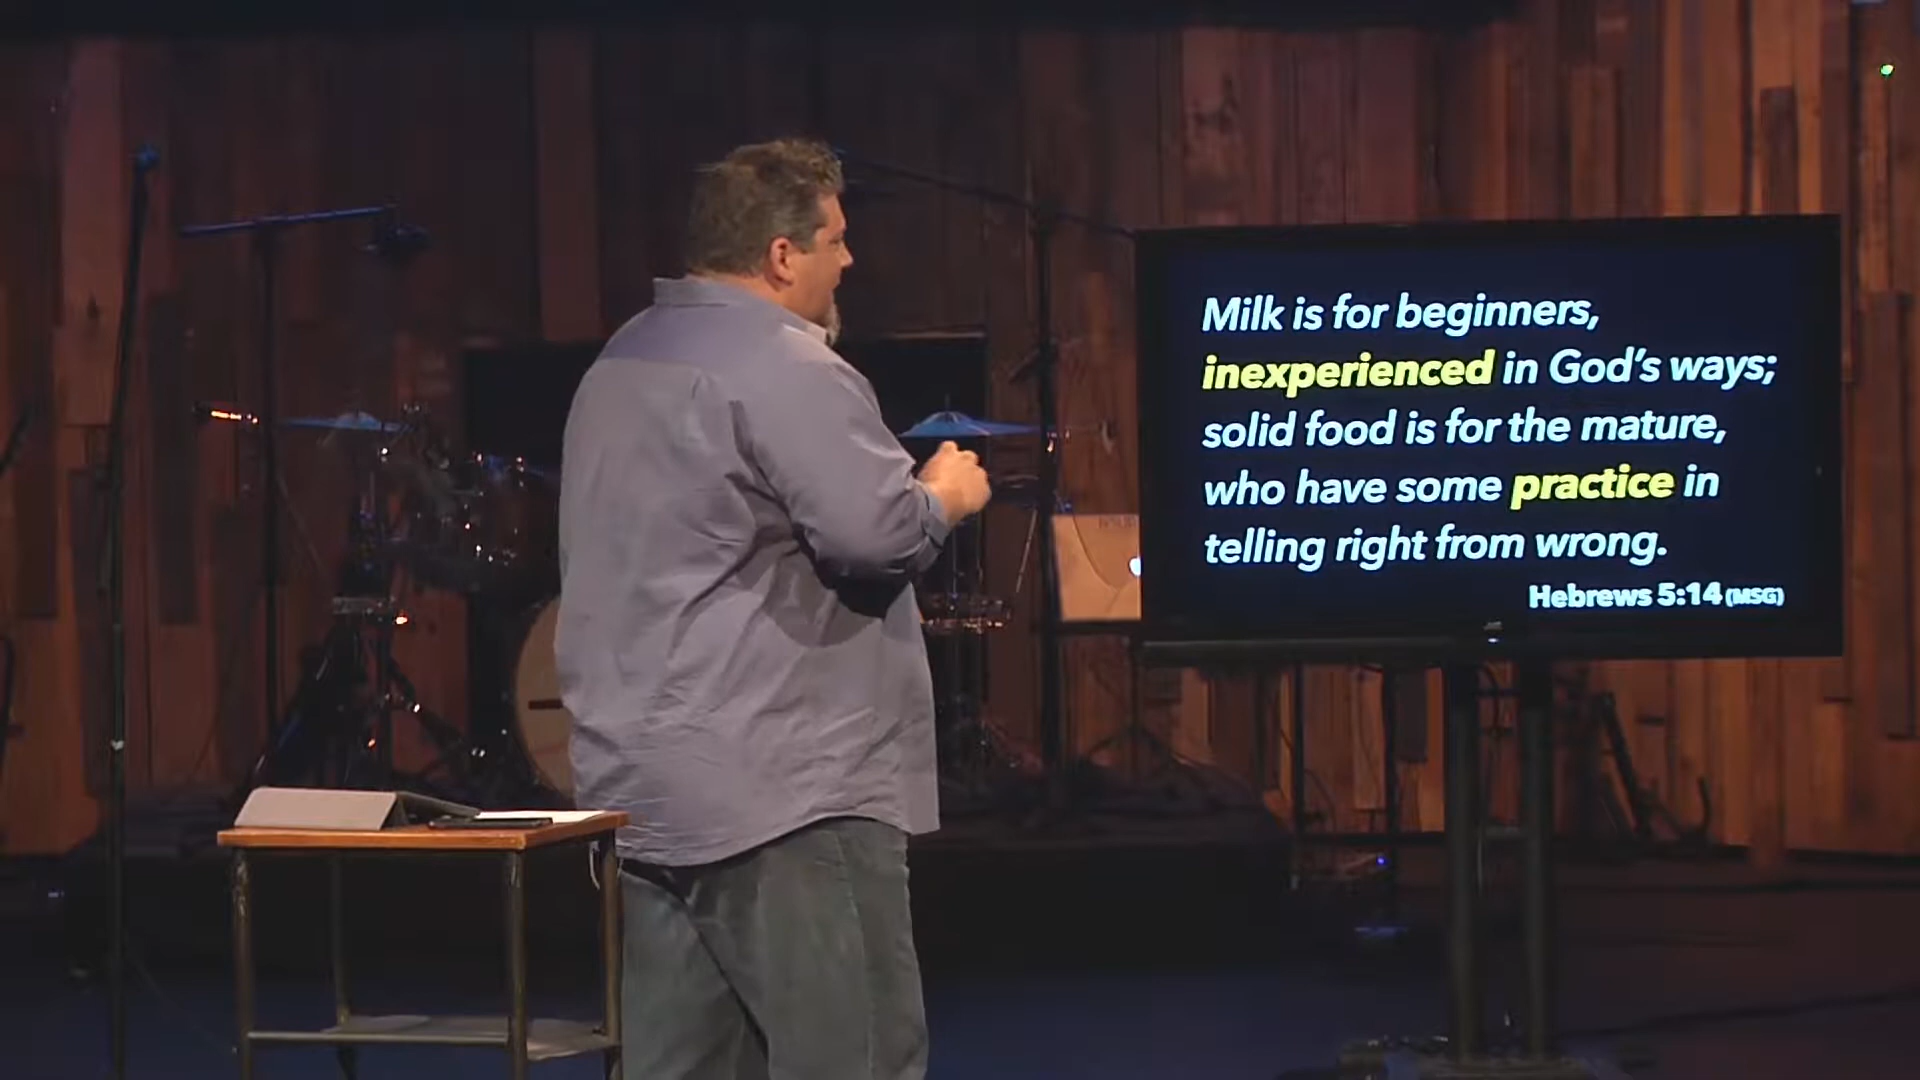 Milk is for beginners,
inexperienced in God's ways;
solid food is for the mature,
who have some practice in
telling right from wrong.
Hebrews 5:14 (MSG)